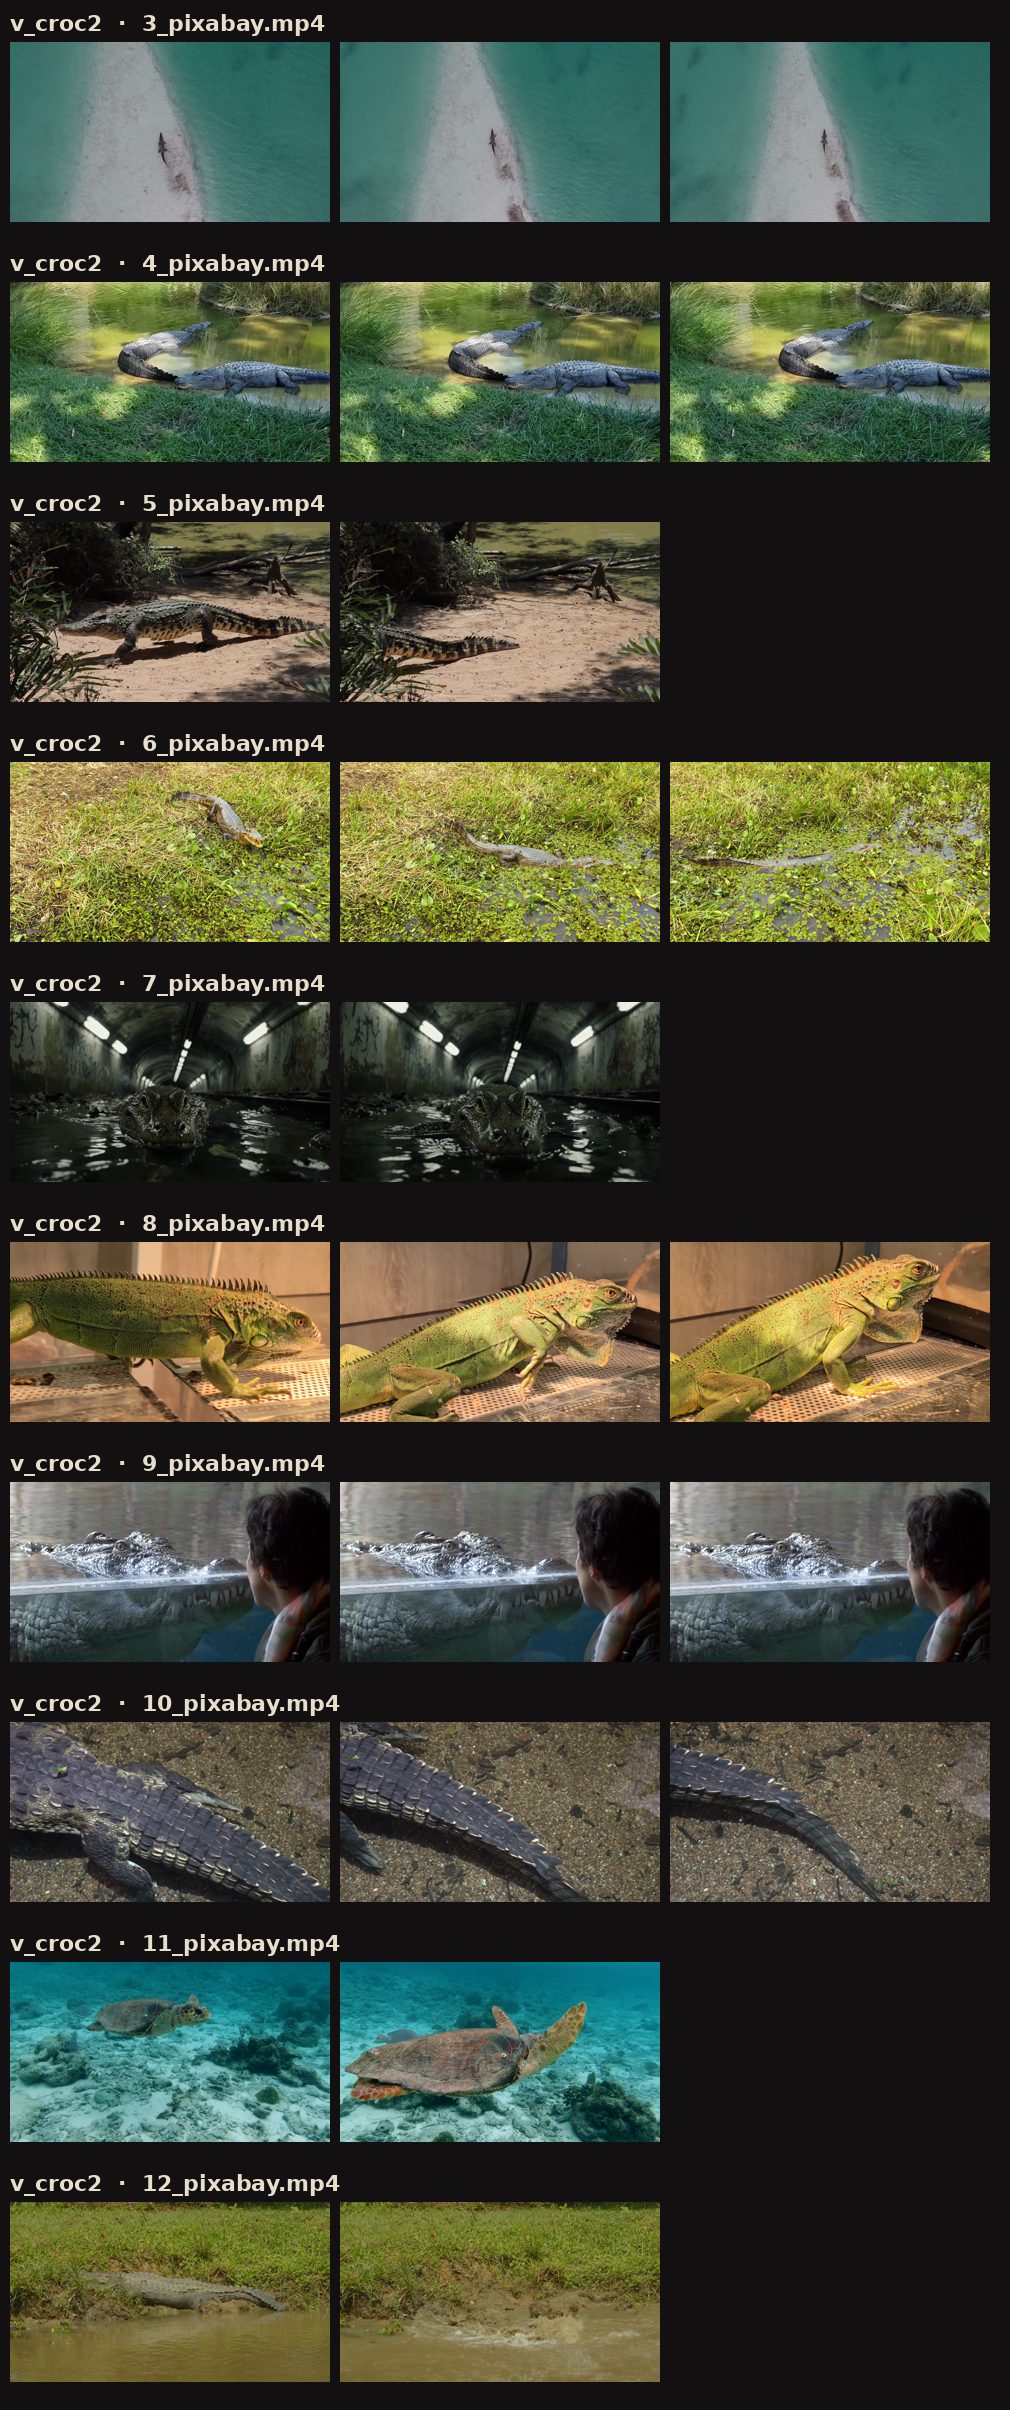 v_croc2 · 3_pixabay.mp4
v_croc2 · 4_pixabay.mp4
v_croc2 · 5_pixabay.mp4
v_croc2 · 6_pixabay.mp4
v_croc2 · 7_pixabay.mp4
v_croc2 · 8_pixabay.mp4
v_croc2 · 9_pixabay.mp4
v_croc2 · 10_pixabay.mp4
v_croc2 · 11_pixabay.mp4
v_croc2 · 12_pixabay.mp4